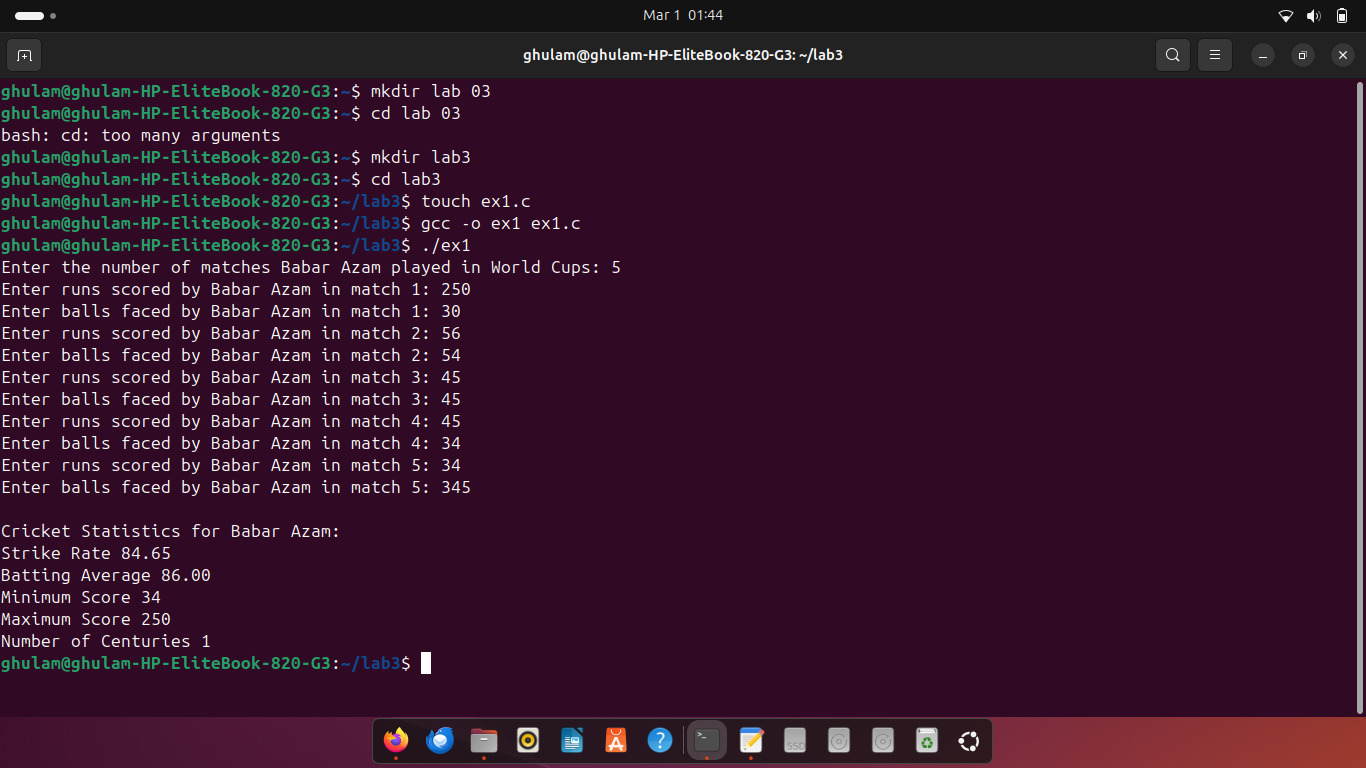 Mar 1 01:44
ghulam@ghulam-HP-EliteBook-820-G3: ~/lab3
ghulam@ghulam-HP-EliteBook-820-G3:~$ mkdir lab 03
ghulam@ghulam-HP-EliteBook-820-G3:~$ cd lab 03
bash: cd: too many arguments
ghulam@ghulam-HP-EliteBook-820-G3:~$ mkdir lab3
ghulam@ghulam-HP-EliteBook-820-G3:~$ cd lab3
ghulam@ghulam-HP-EliteBook-820-G3:~/lab3$ touch ex1.c
ghulam@ghulam-HP-EliteBook-820-G3:~/lab3$ gcc -o ex1 ex1.c
ghulam@ghulam-HP-EliteBook-820-G3:~/lab3$ ./ex1
Enter the number of matches Babar Azam played in World Cups: 5
Enter runs scored by Babar Azam in match 1: 250
Enter balls faced by Babar Azam in match 1: 30
Enter runs scored by Babar Azam in match 2: 56
Enter balls faced by Babar Azam in match 2: 54
Enter runs scored by Babar Azam in match 3: 45
Enter balls faced by Babar Azam in match 3: 45
Enter runs scored by Babar Azam in match 4: 45
Enter balls faced by Babar Azam in match 4: 34
Enter runs scored by Babar Azam in match 5: 34
Enter balls faced by Babar Azam in match 5: 345
Cricket Statistics for Babar Azam:
Strike Rate 84.65
Batting Average 86.00
Minimum Score 34
Maximum Score 250
Number of Centuries 1
ghulam@ghulam-HP-EliteBook-820-G3:~/lab3$
SSD